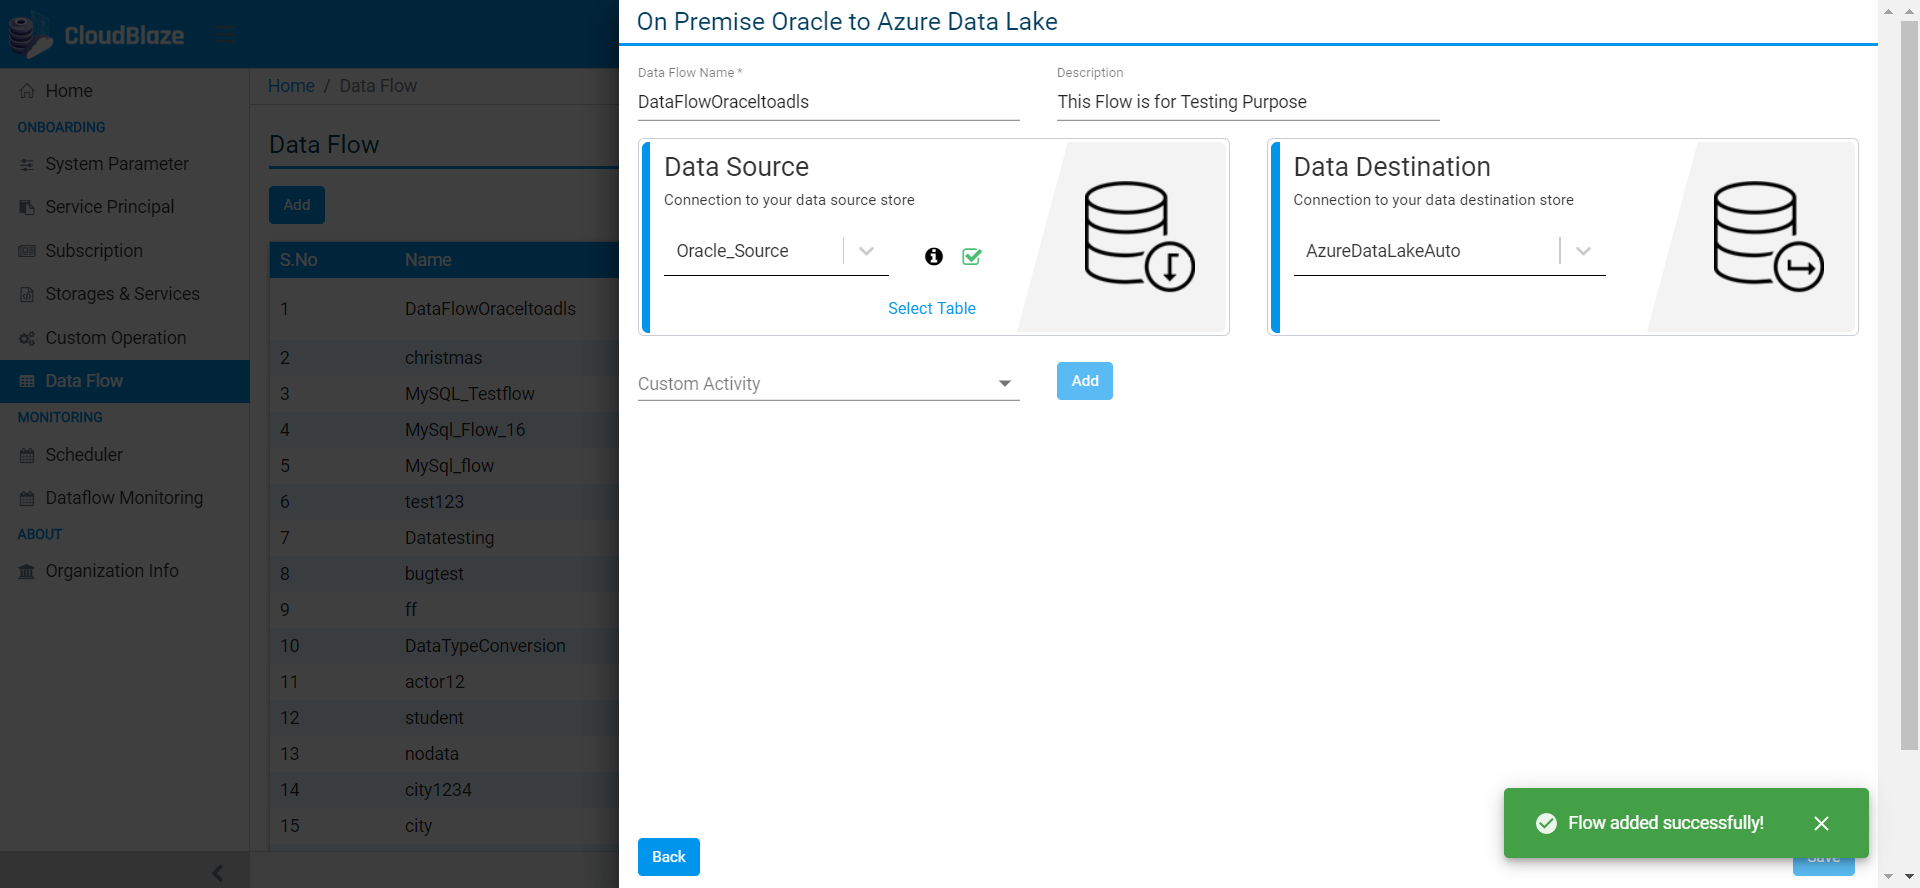 CloudBlaze
Home
ONBOARDING
System Parameter
Service Principal
Subscription
Storages & Services
Custom Operation
Data Flow
MONITORING
Scheduler
Dataflow Monitoring
ABOUT
Organization Info
Home / Data Flow
Data Flow
Add
S.No Name
1 DataFlowOraceltoadls
2 christmas
3 MySQL_Testflow
4 MySql_Flow_16
5 MySql_flow
6 test123
7 Datatesting
8 bugtest
9 ff
10 DataTypeConversion
11 actor12
12 student
13 nodata
14 city1234
15 city
On Premise Oracle to Azure Data Lake
Data Flow Name *
DataFlowOraceltoadls
Description
This Flow is for Testing Purpose
Data Source
Connection to your data source store
Oracle_Source
Select Table
Data Destination
Connection to your data destination store
AzureDataLakeAuto
Custom Activity
Add
Flow added successfully!
Back
Save